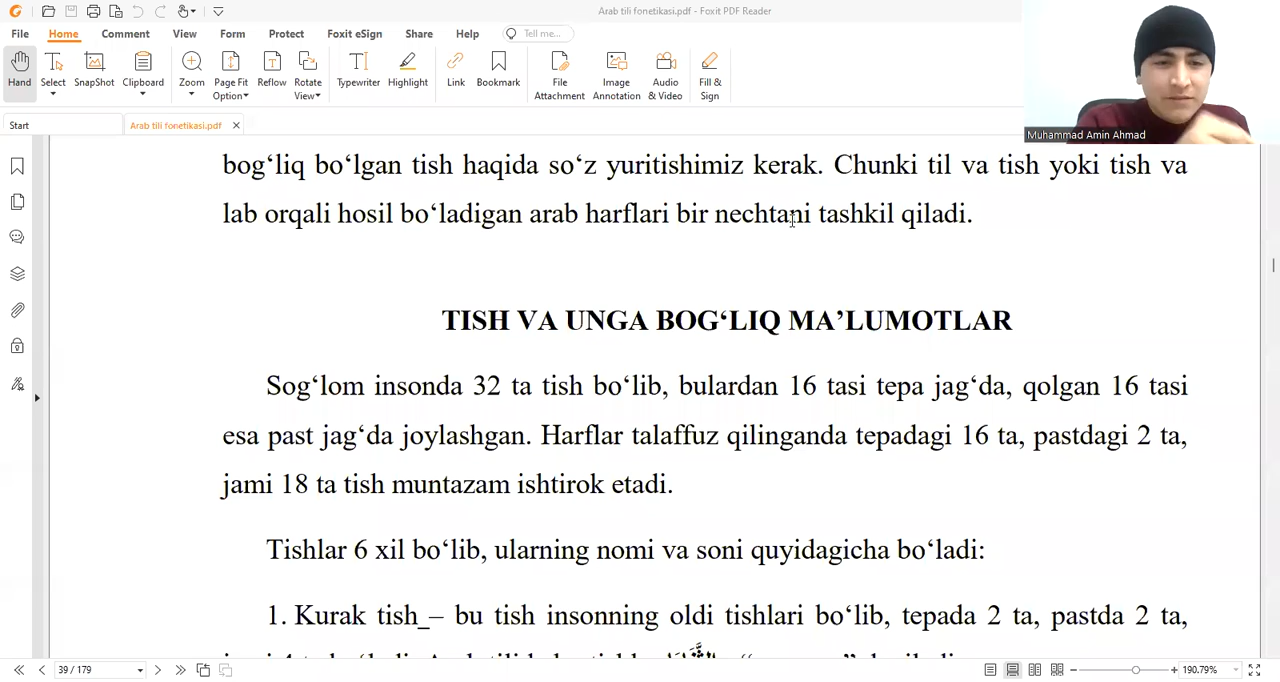 Arab tili fonetikasi.pdf - Foxit PDF Reader
File Home Comment View Form Protect Foxit eSign Share Help Tell me...
Hand Select SnapShot Clipboard Zoom Page Fit Option Reflow Rotate View Typewriter Highlight Link Bookmark File Attachment Image Annotation Audio & Video Fill & Sign
Muhammad Amin Ahmad
Start Arab tili fonetikasi.pdf
bog‘liq bo‘lgan tish haqida so‘z yuritishimiz kerak. Chunki til va tish yoki tish va
lab orqali hosil bo‘ladigan arab harflari bir nechtani tashkil qiladi.
TISH VA UNGA BOG‘LIQ MA’LUMOTLAR
Sog‘lom insonda 32 ta tish bo‘lib, bulardan 16 tasi tepa jag‘da, qolgan 16 tasi
esa past jag‘da joylashgan. Harflar talaffuz qilinganda tepadagi 16 ta, pastdagi 2 ta,
jami 18 ta tish muntazam ishtirok etadi.
Tishlar 6 xil bo‘lib, ularning nomi va soni quyidagicha bo‘ladi:
1. Kurak tish_– bu tish insonning oldi tishlari bo‘lib, tepada 2 ta, pastda 2 ta,
39 / 179 190.79%